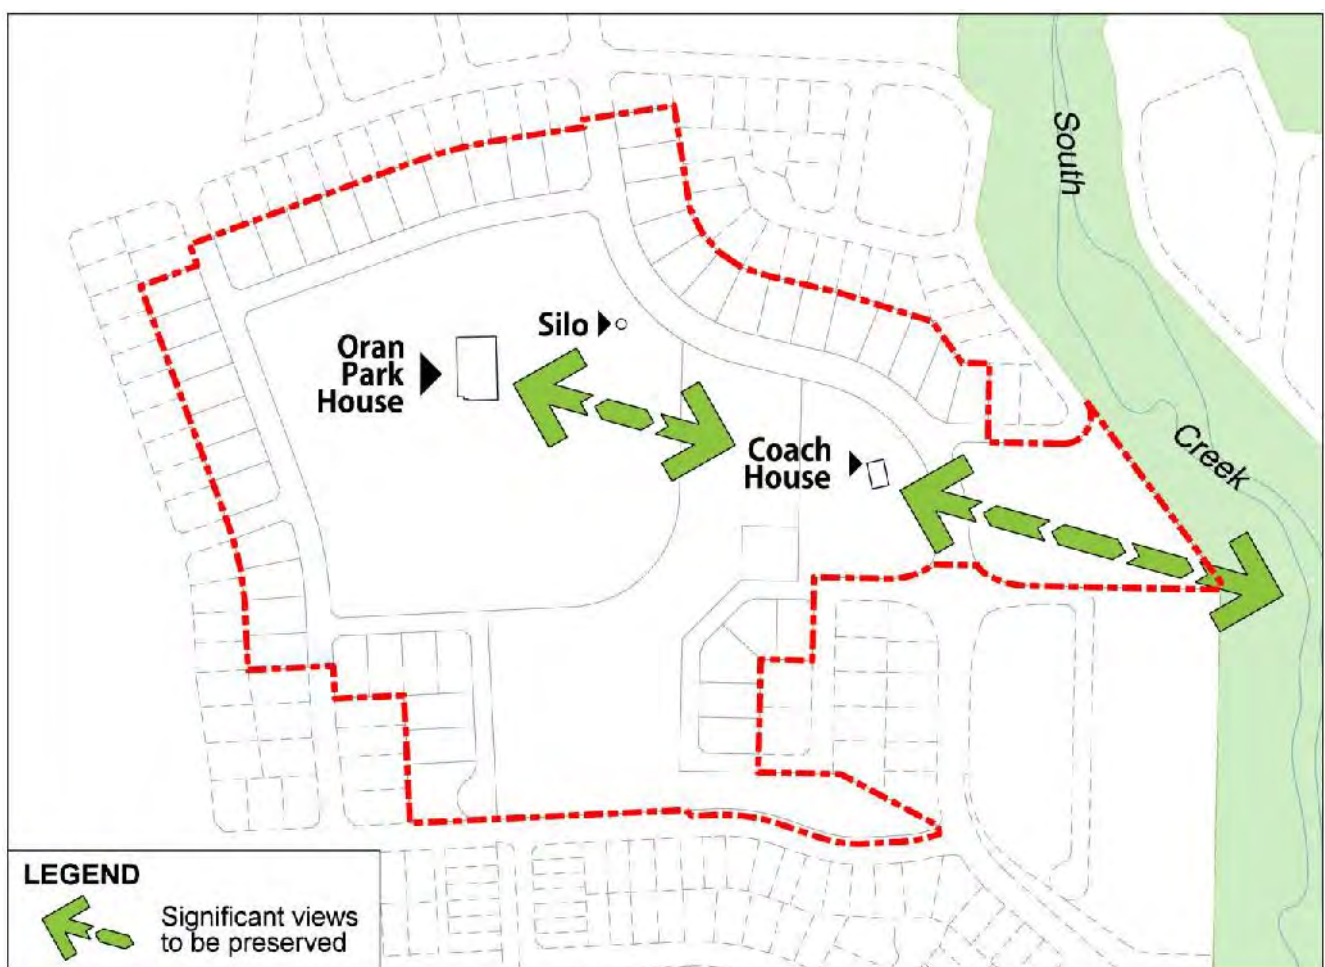 South
Creek
Silo
Oran
Park
House
Coach
House
LEGEND
Significant views
to be preserved